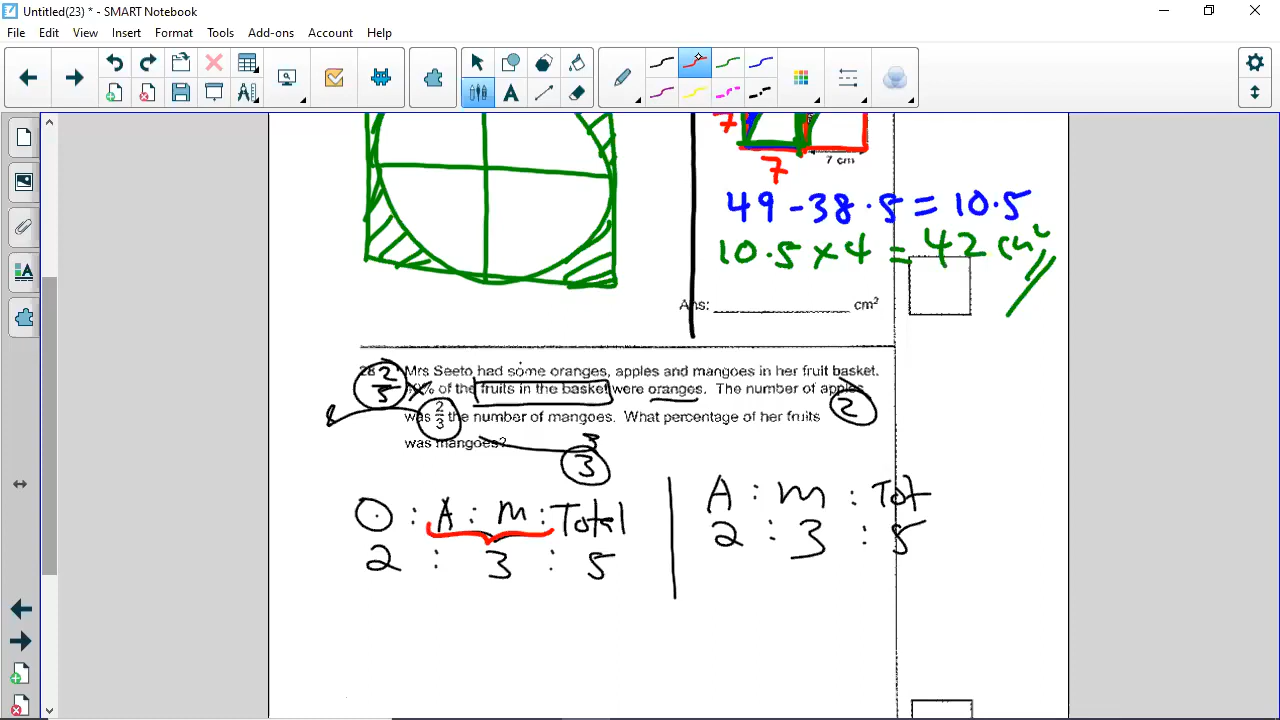 Untitled(23) * - SMART Notebook
File Edit View Insert Format Tools Add-ons Account Help
7
7 cm
7
49 - 38.5 = 10.5
10.5 x 4 = 42 cm²
Ans: cm²
28. Mrs Seeto had some oranges, apples and mangoes in her fruit basket.
2/5 x
% of the fruits in the basket were oranges. The number of apples
was 2/3 the number of mangoes. What percentage of her fruits
was mangoes?
2
3
3
O : A : M : Total
2 : 3 : 5
A : M : Tot
2 : 3 : 5